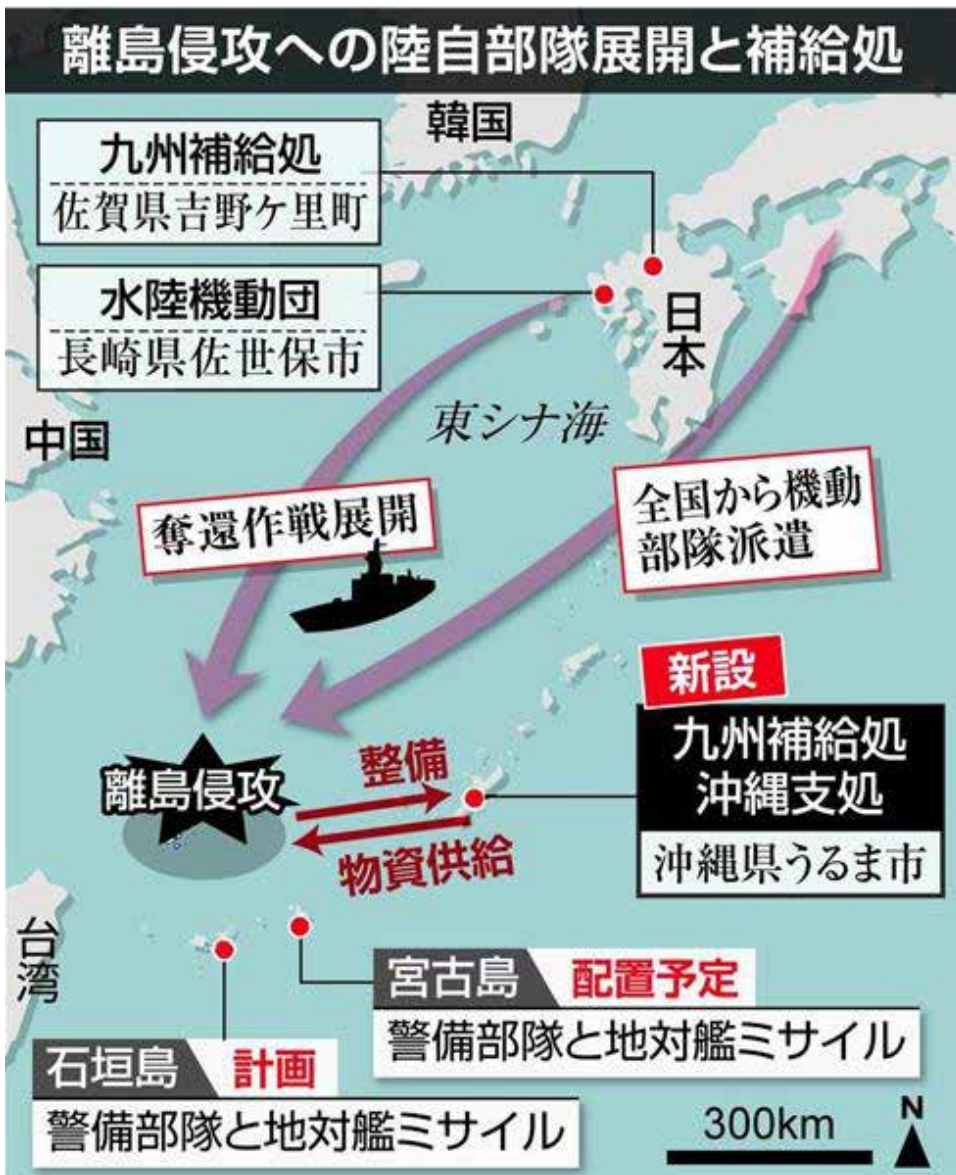 離島侵攻への陸自部隊展開と補給処
韓国
九州補給処
佐賀県吉野ケ里町
水陸機動団
長崎県佐世保市
日本
東シナ海
中国
奪還作戦展開
全国から機動
部隊派遣
新設
九州補給処
沖縄支処
沖縄県うるま市
離島侵攻
整備
物資供給
台湾
宮古島 配置予定
警備部隊と地対艦ミサイル
石垣島 計画
警備部隊と地対艦ミサイル
300km
N